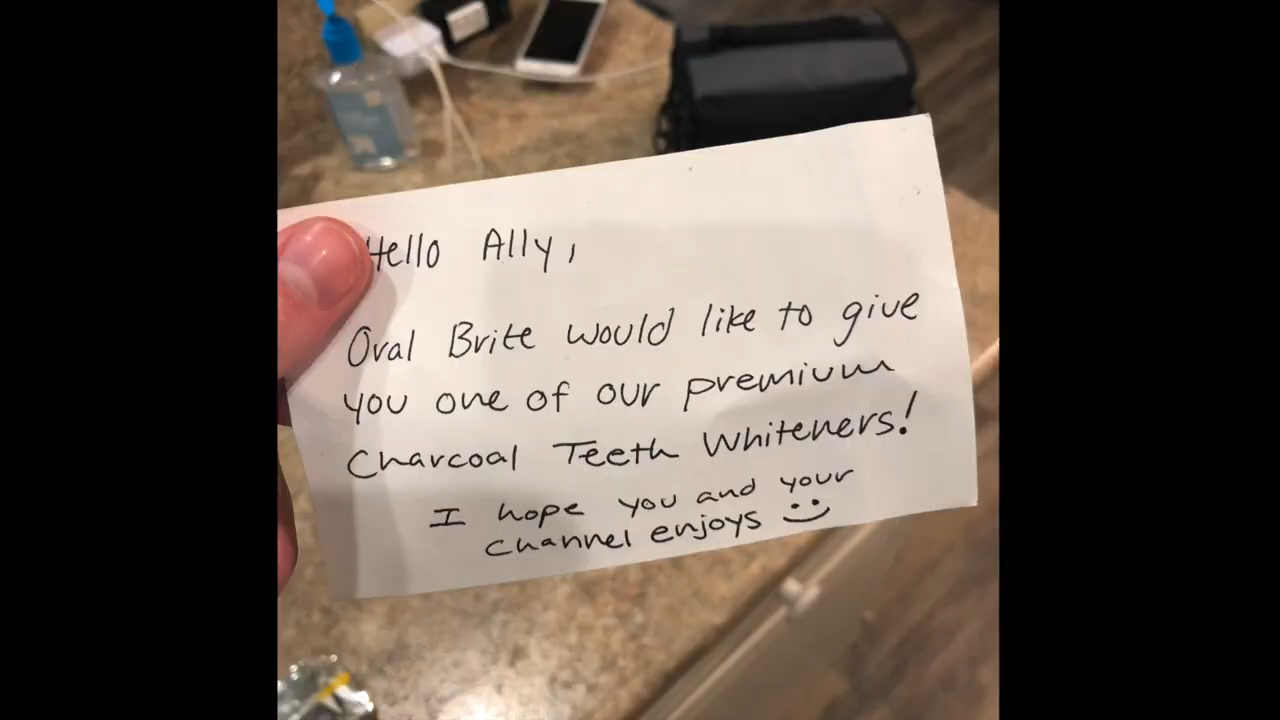 Hello Ally,
Oval Brite would like to give
you one of our premium
Charcoal Teeth Whiteners!
I hope you and your
channel enjoys :)